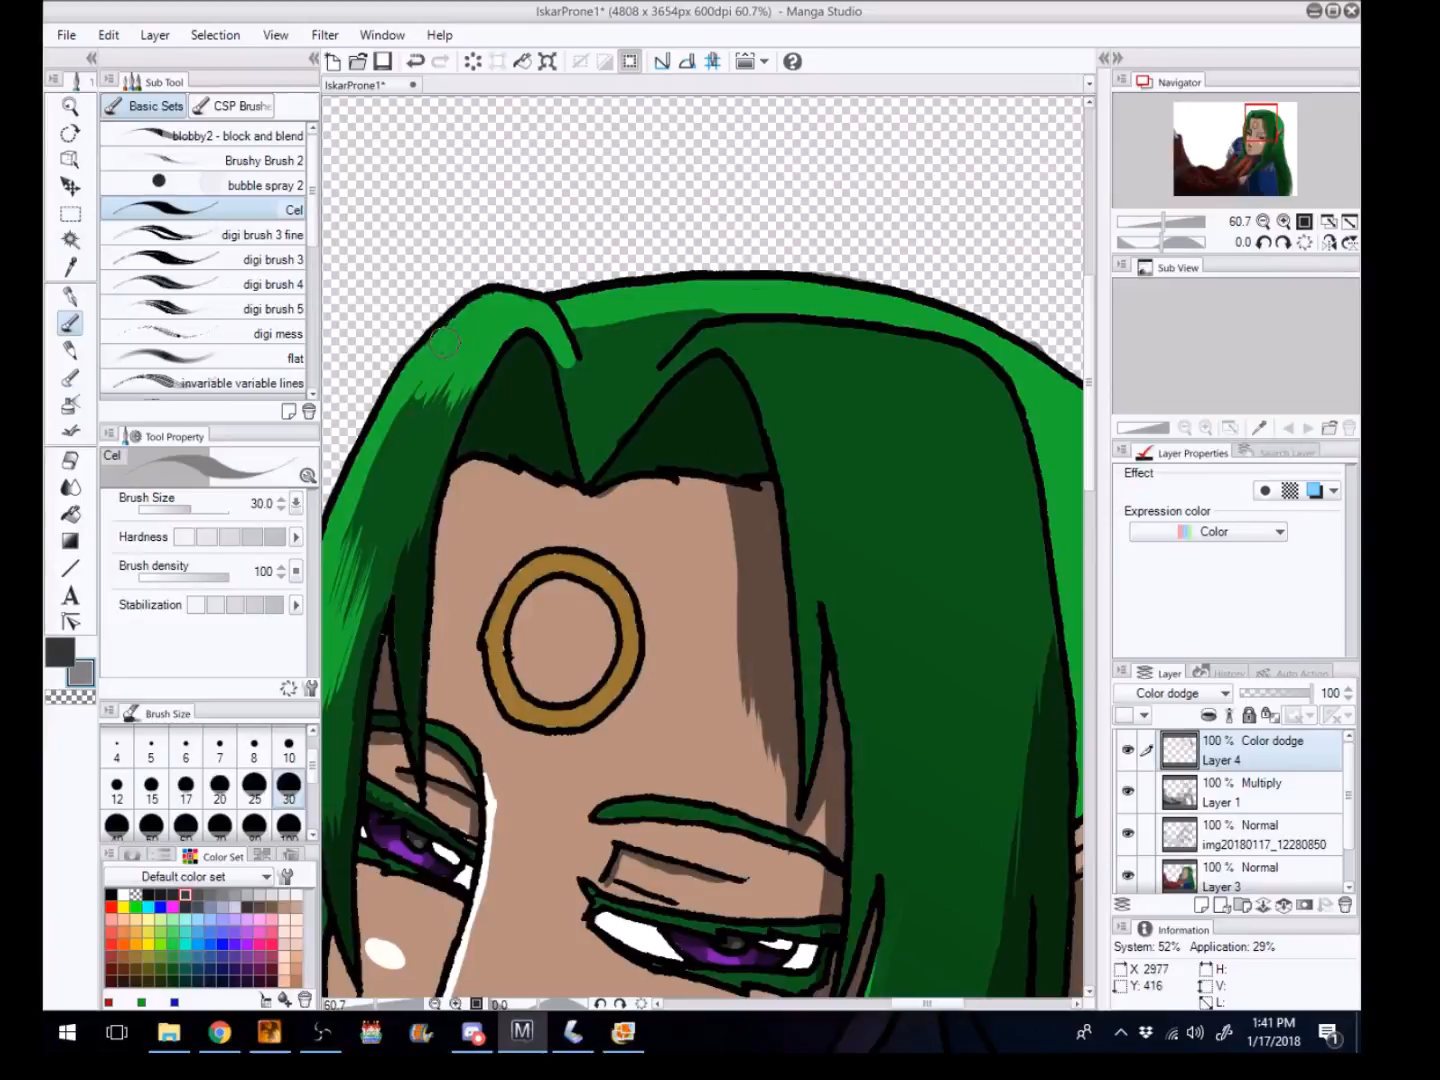 IskarProne1* (4808 x 3654px 600dpi 60.7%) - Manga Studio
File Edit Layer Selection View Filter Window Help
1 Sub Tool
Basic Sets CSP Brushe
IskarProne1*
Navigator
blobby2 - block and blend
Brushy Brush 2
bubble spray 2
Cel
digi brush 3 fine
digi brush 3
digi brush 4
digi brush 5
digi mess
flat
invariable variable lines
60.7
0.0
Sub View
Tool Property
Cel
Brush Size 30.0
Hardness
Brush density 100
Stabilization
Layer Properties Search Layer
Effect
Expression color
Color
Layer History Auto Action
Color dodge 100
100 % Color dodge
Layer 4
100 % Multiply
Layer 1
100 % Normal
img20180117_12280850
100 % Normal
Layer 3
Brush Size
4 5 6 7 8 10
12 15 17 20 25 30
Color Set
Default color set
60.7 0.0
Information
System: 52% Application: 29%
X 2977 H:
Y: 416 V:
L:
1:41 PM
1/17/2018